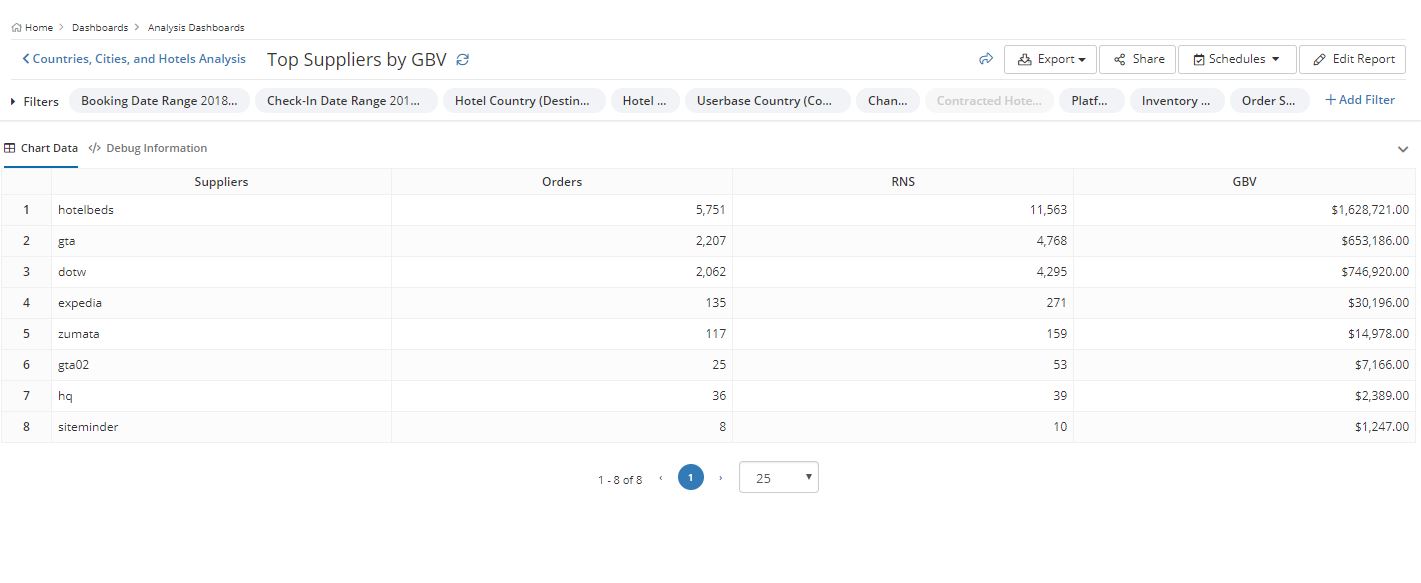 Home > Dashboards > Analysis Dashboards
Countries, Cities, and Hotels Analysis Top Suppliers by GBV Export Share Schedules Edit Report
Filters Booking Date Range 2018... Check-In Date Range 201... Hotel Country (Destin... Hotel ... Userbase Country (Co... Chan... Contracted Hote... Platf... Inventory ... Order S... + Add Filter
Chart Data </> Debug Information
Suppliers Orders RNS GBV
1 hotelbeds 5,751 11,563 $1,628,721.00
2 gta 2,207 4,768 $653,186.00
3 dotw 2,062 4,295 $746,920.00
4 expedia 135 271 $30,196.00
5 zumata 117 159 $14,978.00
6 gta02 25 53 $7,166.00
7 hq 36 39 $2,389.00
8 siteminder 8 10 $1,247.00
1 - 8 of 8 ‹ 1 › 25